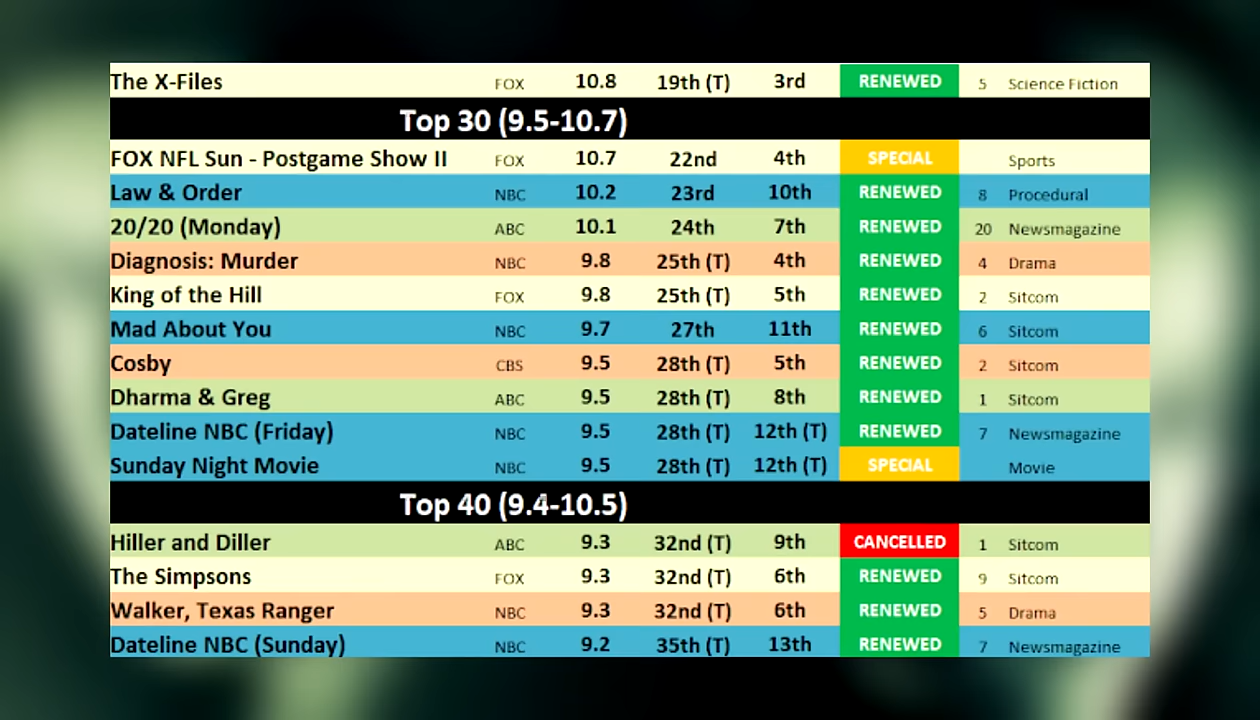 The X-Files FOX 10.8 19th (T) 3rd RENEWED 5 Science Fiction
Top 30 (9.5-10.7)
FOX NFL Sun - Postgame Show II FOX 10.7 22nd 4th SPECIAL Sports
Law & Order NBC 10.2 23rd 10th RENEWED 8 Procedural
20/20 (Monday) ABC 10.1 24th 7th RENEWED 20 Newsmagazine
Diagnosis: Murder NBC 9.8 25th (T) 4th RENEWED 4 Drama
King of the Hill FOX 9.8 25th (T) 5th RENEWED 2 Sitcom
Mad About You NBC 9.7 27th 11th RENEWED 6 Sitcom
Cosby CBS 9.5 28th (T) 5th RENEWED 2 Sitcom
Dharma & Greg ABC 9.5 28th (T) 8th RENEWED 1 Sitcom
Dateline NBC (Friday) NBC 9.5 28th (T) 12th (T) RENEWED 7 Newsmagazine
Sunday Night Movie NBC 9.5 28th (T) 12th (T) SPECIAL Movie
Top 40 (9.4-10.5)
Hiller and Diller ABC 9.3 32nd (T) 9th CANCELLED 1 Sitcom
The Simpsons FOX 9.3 32nd (T) 6th RENEWED 9 Sitcom
Walker, Texas Ranger NBC 9.3 32nd (T) 6th RENEWED 5 Drama
Dateline NBC (Sunday) NBC 9.2 35th (T) 13th RENEWED 7 Newsmagazine